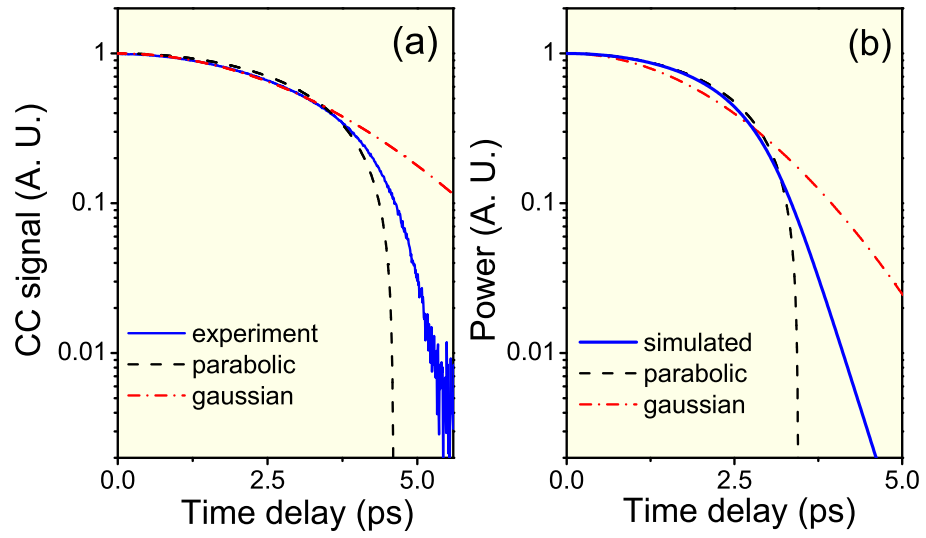 (a)
CC signal (A. U.)
1
0.1
0.01
experiment
parabolic
gaussian
0.0
2.5
5.0
Time delay (ps)
(b)
Power (A. U.)
1
0.1
0.01
simulated
parabolic
gaussian
0.0
2.5
5.0
Time delay (ps)